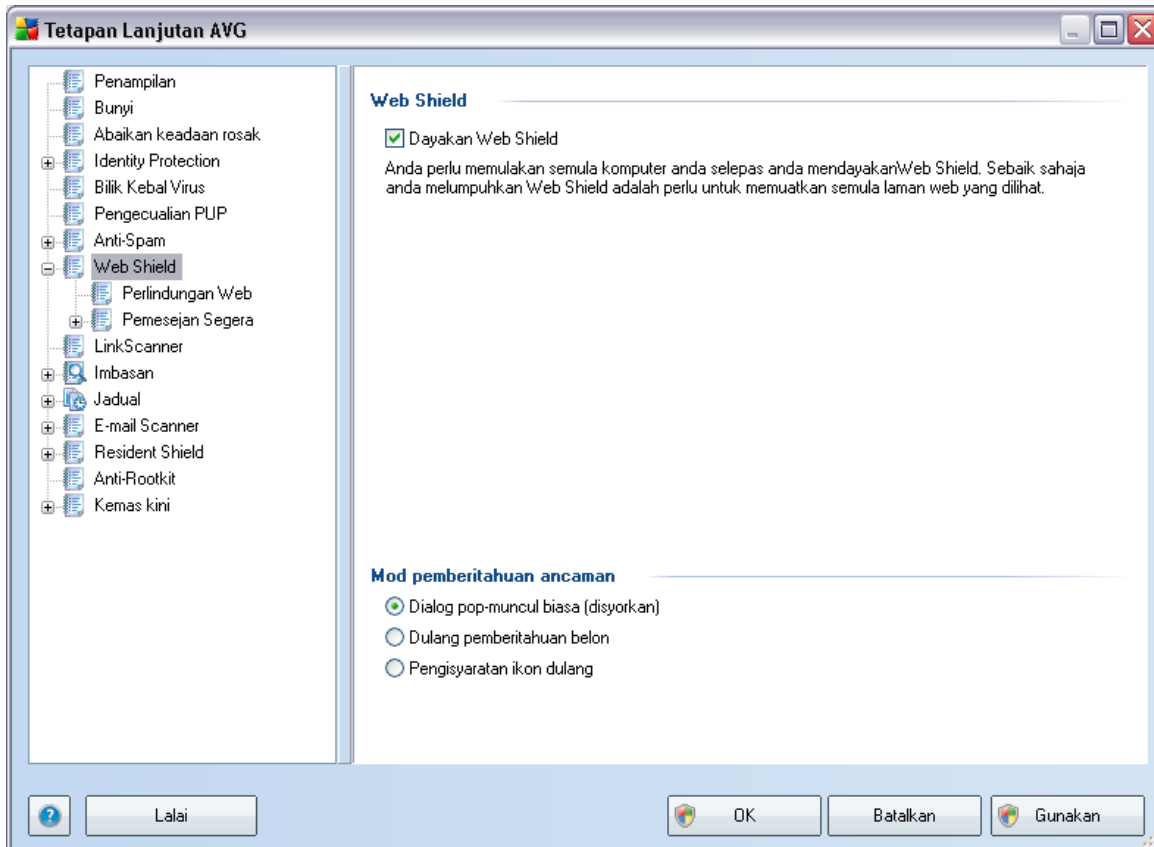 Tetapan Lanjutan AVG
Penampilan
Bunyi
Abaikan keadaan rosak
Identity Protection
Bilik Kebal Virus
Pengecualian PUP
Anti-Spam
Web Shield
Perlindungan Web
Pemesejan Segera
LinkScanner
Imbasan
Jadual
E-mail Scanner
Resident Shield
Anti-Rootkit
Kemas kini
Web Shield
Dayakan Web Shield
Anda perlu memulakan semula komputer anda selepas anda mendayakanWeb Shield. Sebaik sahaja
anda melumpuhkan Web Shield adalah perlu untuk memuatkan semula laman web yang dilihat.
Mod pemberitahuan ancaman
Dialog pop-muncul biasa (disyorkan)
Dulang pemberitahuan belon
Pengisyaratan ikon dulang
Lalai
OK
Batalkan
Gunakan